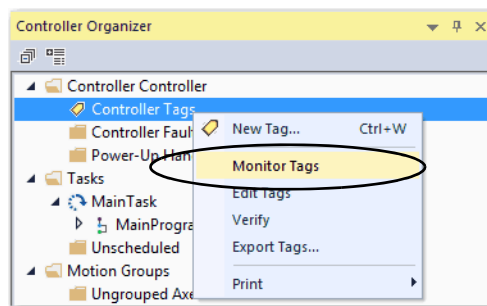 Controller Organizer
Controller Controller
Controller Tags
Controller Faul
Power-Up Han
Tasks
MainTask
MainProgra
Unscheduled
Motion Groups
Ungrouped Axe
New Tag... Ctrl+W
Monitor Tags
Edit Tags
Verify
Export Tags...
Print